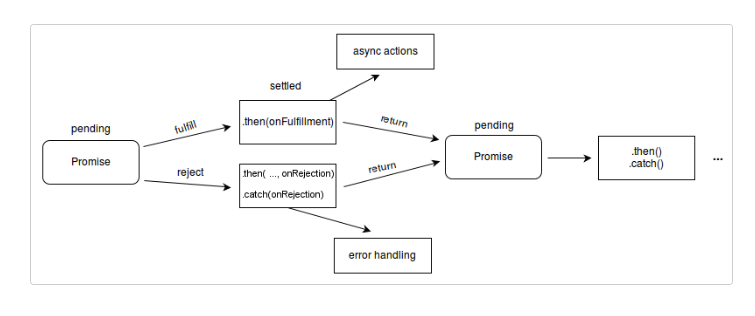 async actions
settled
.then(onFulfillment)
fulfill
return
pending
Promise
pending
Promise
.then()
.catch()
...
reject
.then( ..., onRejection)
.catch(onRejection)
return
error handling